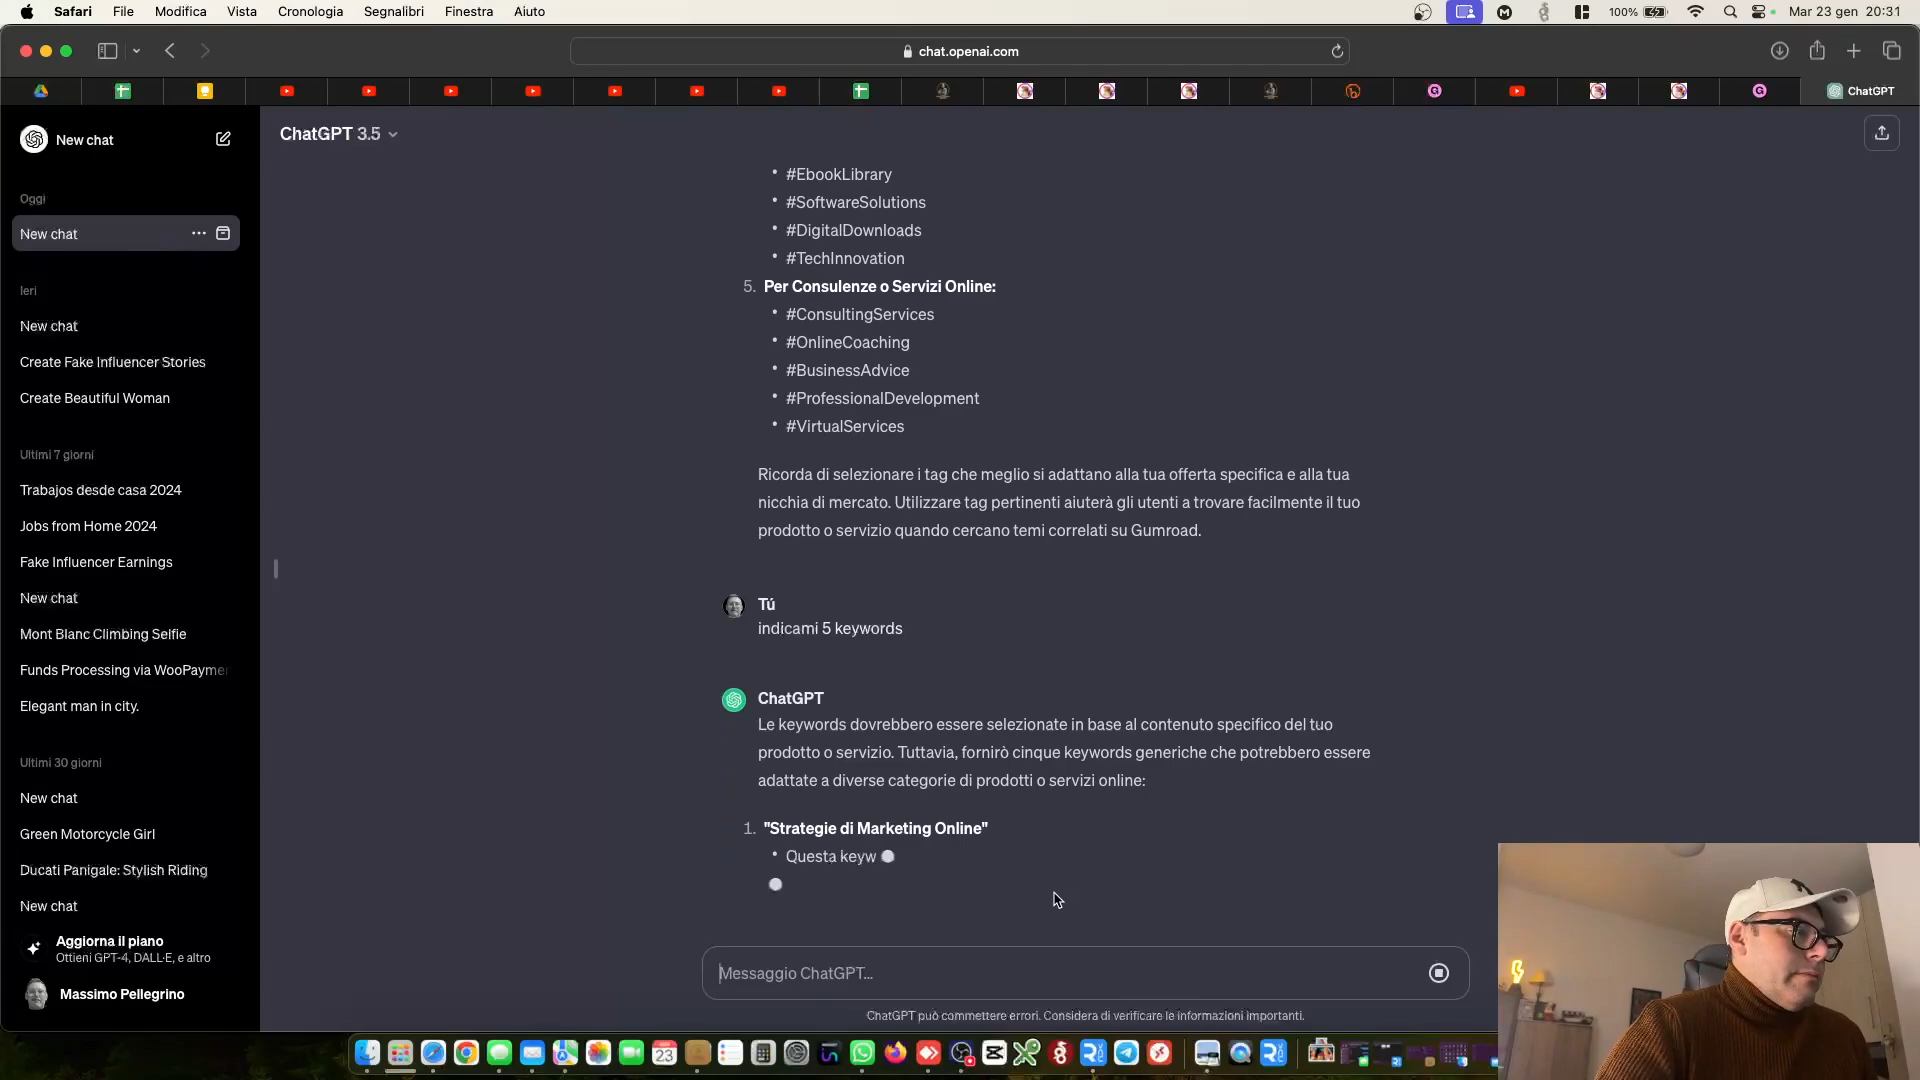 Safari File Modifica Vista Cronologia Segnalibri Finestra Aiuto 100% Mar 23 gen 20:31
chat.openai.com
ChatGPT
New chat
Oggi
New chat
Ieri
New chat
Create Fake Influencer Stories
Create Beautiful Woman
Ultimi 7 giorni
Trabajos desde casa 2024
Jobs from Home 2024
Fake Influencer Earnings
New chat
Mont Blanc Climbing Selfie
Funds Processing via WooPayme
Elegant man in city.
Ultimi 30 giorni
New chat
Green Motorcycle Girl
Ducati Panigale: Stylish Riding
New chat
Aggiorna il piano
Ottieni GPT-4, DALL·E, e altro
Massimo Pellegrino
ChatGPT 3.5
• #EbookLibrary
• #SoftwareSolutions
• #DigitalDownloads
• #TechInnovation
5. Per Consulenze o Servizi Online:
• #ConsultingServices
• #OnlineCoaching
• #BusinessAdvice
• #ProfessionalDevelopment
• #VirtualServices
Ricorda di selezionare i tag che meglio si adattano alla tua offerta specifica e alla tua
nicchia di mercato. Utilizzare tag pertinenti aiuterà gli utenti a trovare facilmente il tuo
prodotto o servizio quando cercano temi correlati su Gumroad.
Tú
indicami 5 keywords
ChatGPT
Le keywords dovrebbero essere selezionate in base al contenuto specifico del tuo
prodotto o servizio. Tuttavia, fornirò cinque keywords generiche che potrebbero essere
adattate a diverse categorie di prodotti o servizi online:
1. "Strategie di Marketing Online"
• Questa keyw
Messaggio ChatGPT...
ChatGPT può commettere errori. Considera di verificare le informazioni importanti.
23